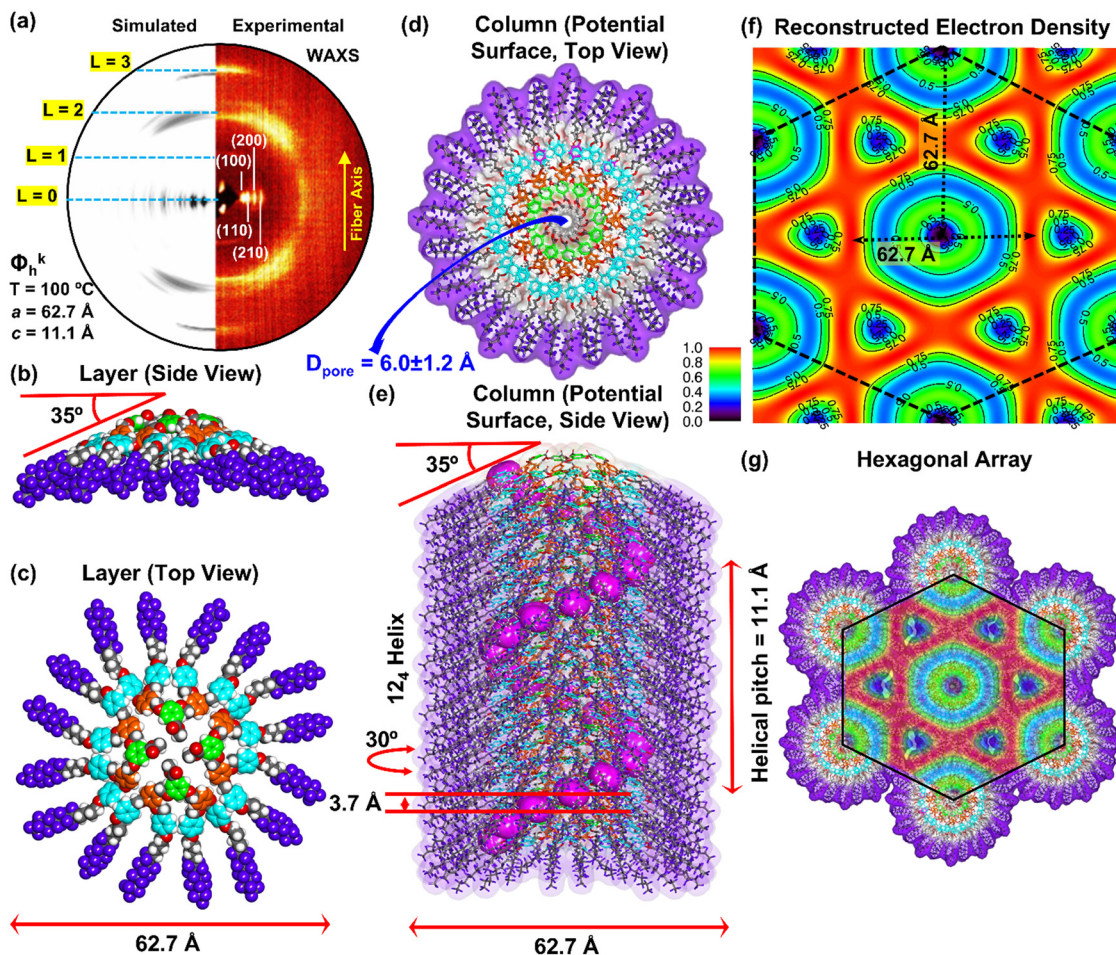 (a)
Simulated
Experimental
WAXS
L = 3
L = 2
L = 1
L = 0
(200)
(100)
(110)
(210)
Fiber Axis
Φhk
T = 100 ºC
a = 62.7 Å
c = 11.1 Å
(b)
Layer (Side View)
35º
(c)
Layer (Top View)
62.7 Å
(d)
Column (Potential
Surface, Top View)
Dpore = 6.0±1.2 Å
1.0
0.8
0.6
0.4
0.2
0.0
(e)
Column (Potential
Surface, Side View)
35º
12₄ Helix
30º
3.7 Å
Helical pitch = 11.1 Å
62.7 Å
(f)
Reconstructed Electron Density
62.7 Å
62.7 Å
0.75
0.5
(g)
Hexagonal Array